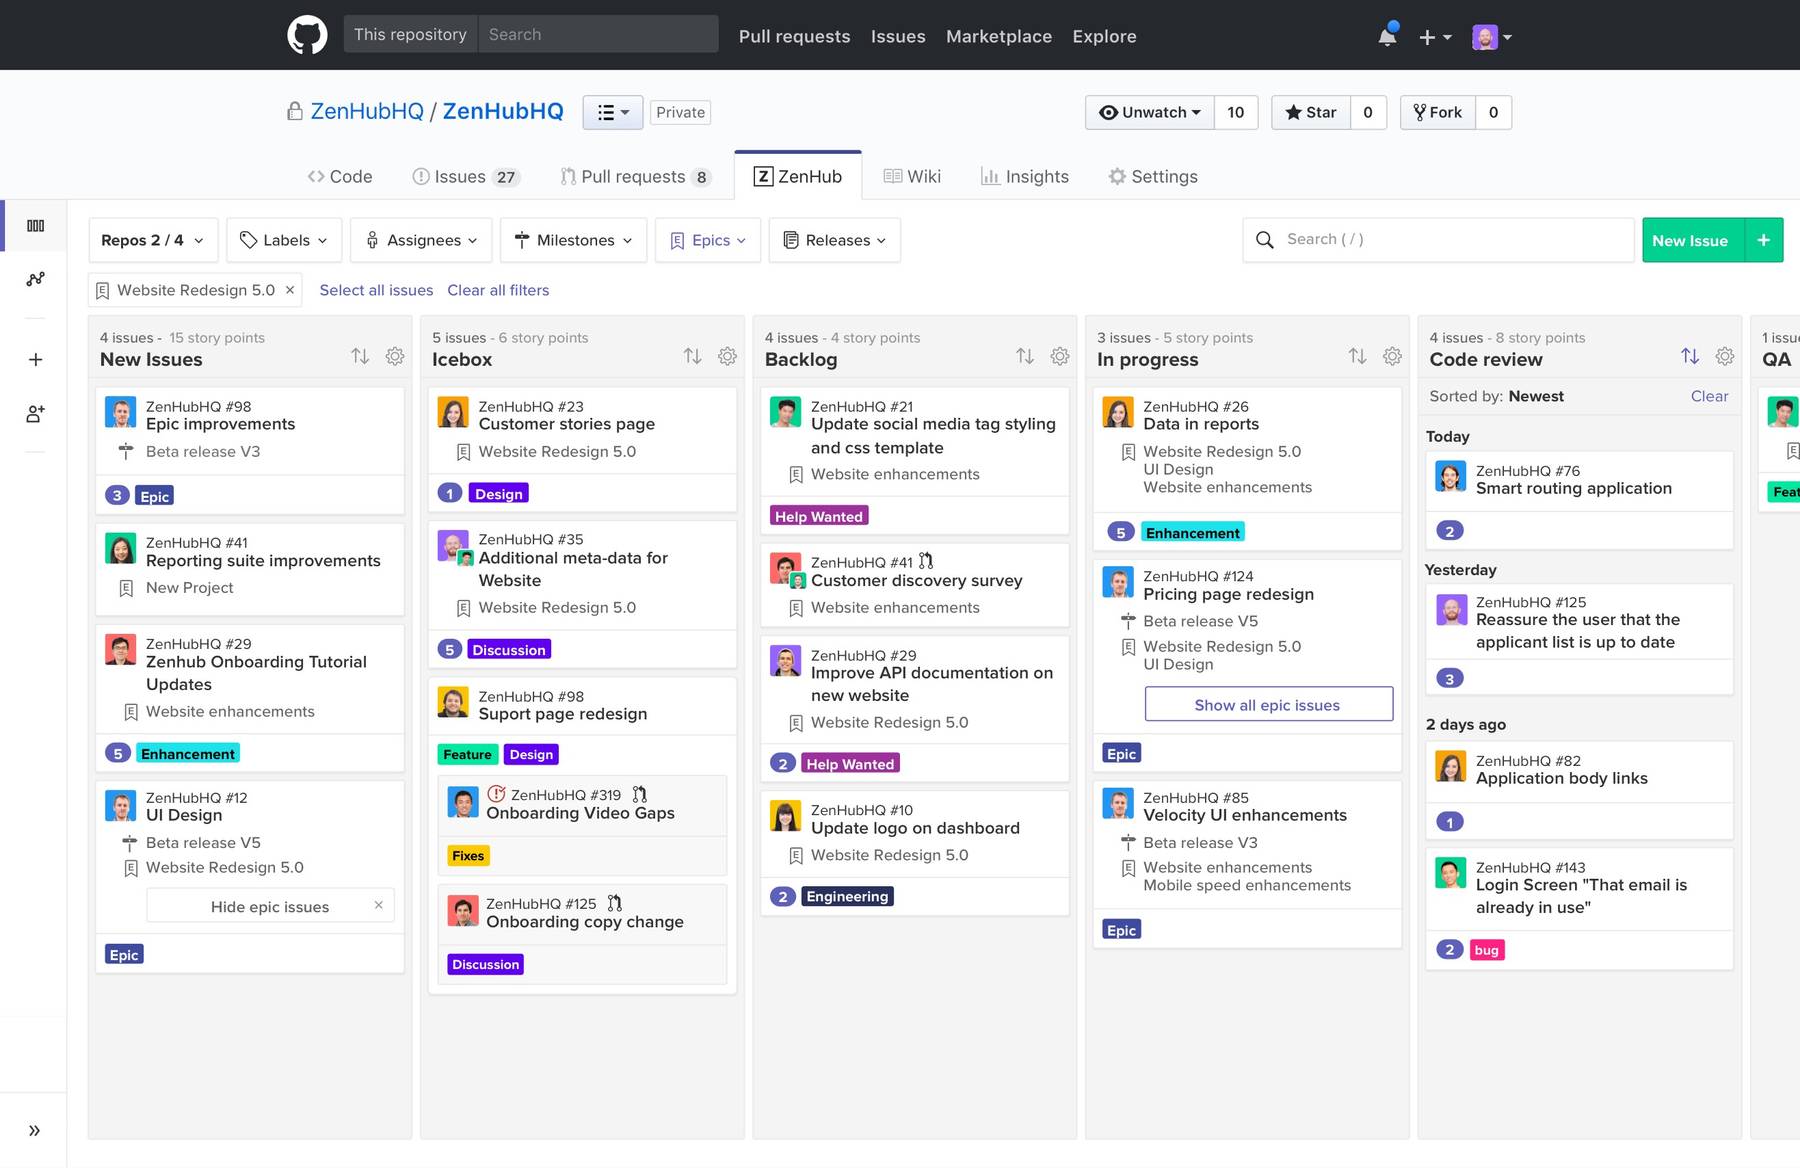 This repository Search Pull requests Issues Marketplace Explore
ZenHubHQ / ZenHubHQ Private Unwatch 10 Star 0 Fork 0
Code Issues 27 Pull requests 8 ZenHub Wiki Insights Settings
Repos 2 / 4 Labels Assignees Milestones Epics Releases Search ( / ) New Issue +
Website Redesign 5.0 × Select all issues Clear all filters
4 issues - 15 story points
New Issues
ZenHubHQ #98
Epic improvements
Beta release V3
3 Epic
ZenHubHQ #41
Reporting suite improvements
New Project
ZenHubHQ #29
Zenhub Onboarding Tutorial
Updates
Website enhancements
5 Enhancement
ZenHubHQ #12
UI Design
Beta release V5
Website Redesign 5.0
Hide epic issues ×
Epic
5 issues - 6 story points
Icebox
ZenHubHQ #23
Customer stories page
Website Redesign 5.0
1 Design
ZenHubHQ #35
Additional meta-data for
Website
Website Redesign 5.0
5 Discussion
ZenHubHQ #98
Suport page redesign
Feature Design
ZenHubHQ #319
Onboarding Video Gaps
Fixes
ZenHubHQ #125
Onboarding copy change
Discussion
4 issues - 4 story points
Backlog
ZenHubHQ #21
Update social media tag styling
and css template
Website enhancements
Help Wanted
ZenHubHQ #41
Customer discovery survey
Website enhancements
ZenHubHQ #29
Improve API documentation on
new website
Website Redesign 5.0
2 Help Wanted
ZenHubHQ #10
Update logo on dashboard
Website Redesign 5.0
2 Engineering
3 issues - 5 story points
In progress
ZenHubHQ #26
Data in reports
Website Redesign 5.0
UI Design
Website enhancements
5 Enhancement
ZenHubHQ #124
Pricing page redesign
Beta release V5
Website Redesign 5.0
UI Design
Show all epic issues
Epic
ZenHubHQ #85
Velocity UI enhancements
Beta release V3
Website enhancements
Mobile speed enhancements
Epic
4 issues - 8 story points
Code review
Sorted by: Newest Clear
Today
ZenHubHQ #76
Smart routing application
2
Yesterday
ZenHubHQ #125
Reassure the user that the
applicant list is up to date
3
2 days ago
ZenHubHQ #82
Application body links
1
ZenHubHQ #143
Login Screen "That email is
already in use"
2 bug
1 issue
QA